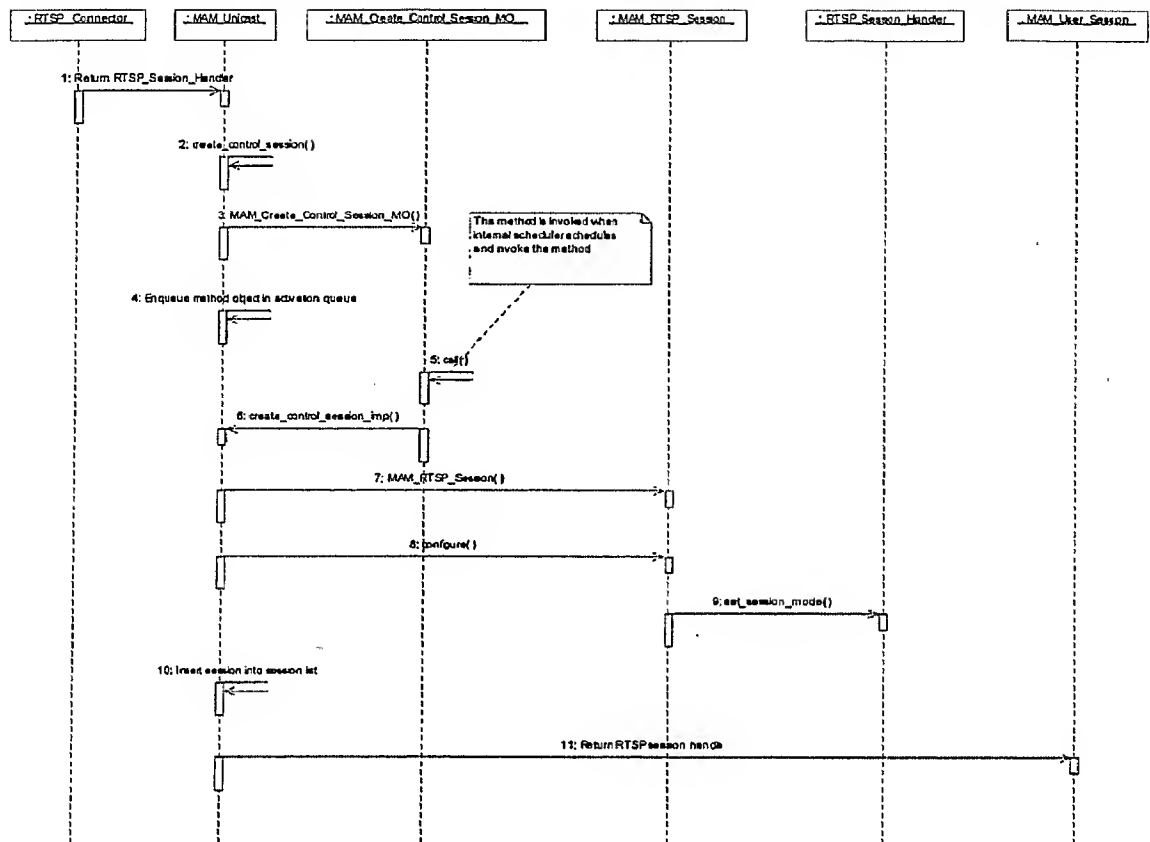 : RTSP_Connector
: MAM_Unicast
: MAM_Create_Control_Session_MO
: MAM_RTSP_Session
: RTSP_Session_Handler
: MAM_User_Session
1: Return RTSP_Session_Handler
2: create_control_session( )
3: MAM_Create_Control_Session_MO( )
This method is invoked when
internal scheduler schedules
and invoke the method
4: Enqueue method object in activation queue
5: call( )
6: create_control_session_imp( )
7: MAM_RTSP_Session( )
8: configure( )
9: set_session_mode( )
10: Insert session into session list
11: Return RTSP session handle